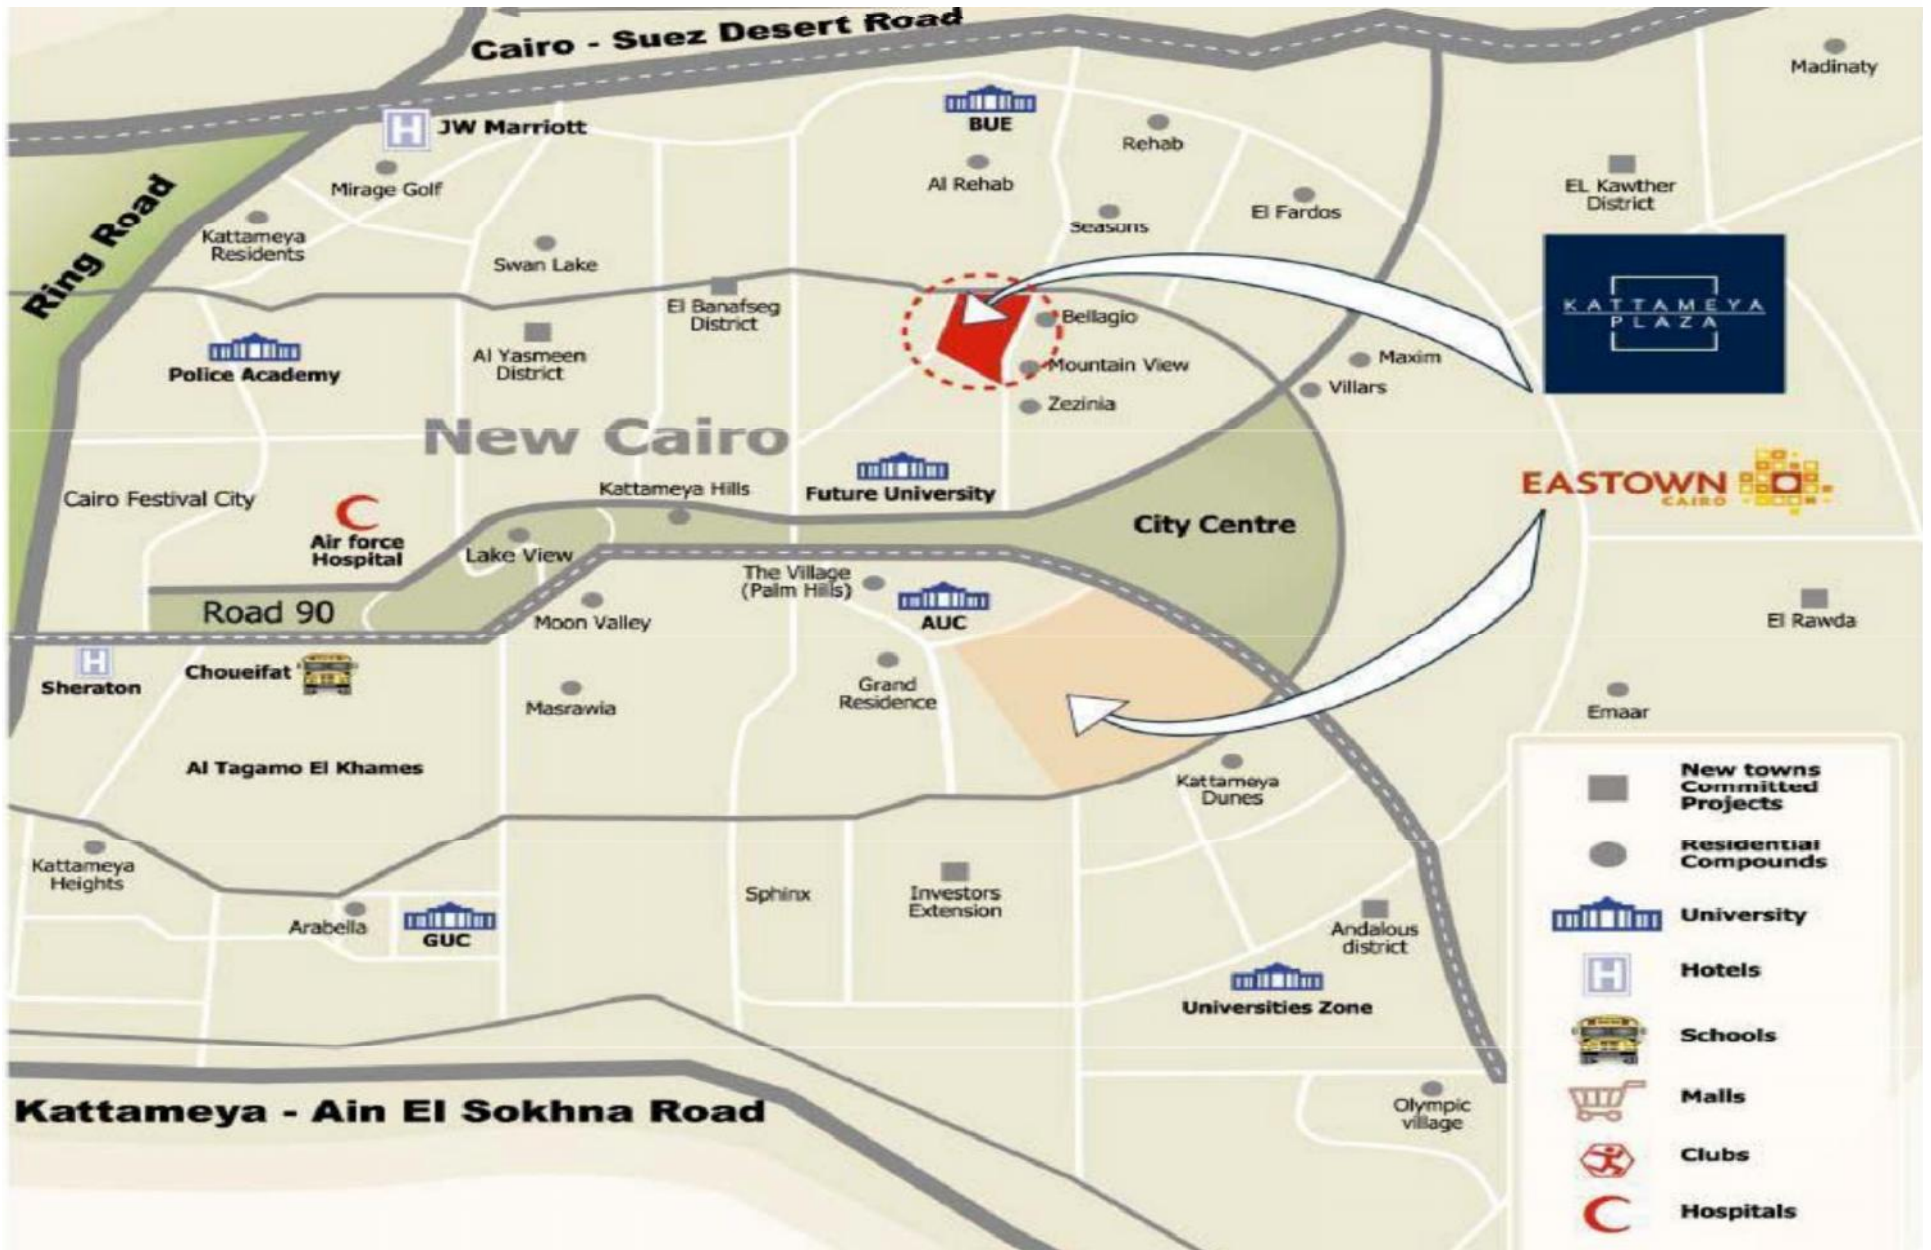 Cairo - Suez Desert Road
Madinaty
JW Marriott
BUE
Rehab
Mirage Golf
Al Rehab
EL Kawther
District
Ring Road
Kattameya
Residents
Swan Lake
Seasons
El Fardos
El Banafseg
District
Bellagio
KATTAMEYA
PLAZA
Police Academy
Al Yasmeen
District
Mountain View
Maxim
Villars
Zezinia
New Cairo
Cairo Festival City
Kattameya Hills
Future University
EASTOWN
CAIRO
Air force
Hospital
Lake View
City Centre
The Village
(Palm Hills)
Road 90
Moon Valley
AUC
El Rawda
Sheraton
Choueifat
Masrawia
Grand
Residence
Emaar
Al Tagamo El Khames
Kattameya
Dunes
Kattameya
Heights
Arabella
GUC
Sphinx
Investors
Extension
Andalous
district
Universities Zone
Kattameya - Ain El Sokhna Road
Olympic
village
New towns
Committed
Projects
Residential
Compounds
University
Hotels
Schools
Malls
Clubs
Hospitals